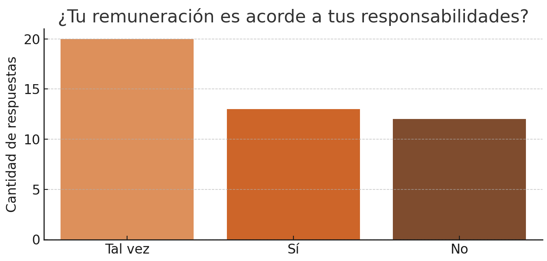 ¿Tu remuneración es acorde a tus responsabilidades?
Cantidad de respuestas
20
15
10
5
0
Tal vez
Sí
No